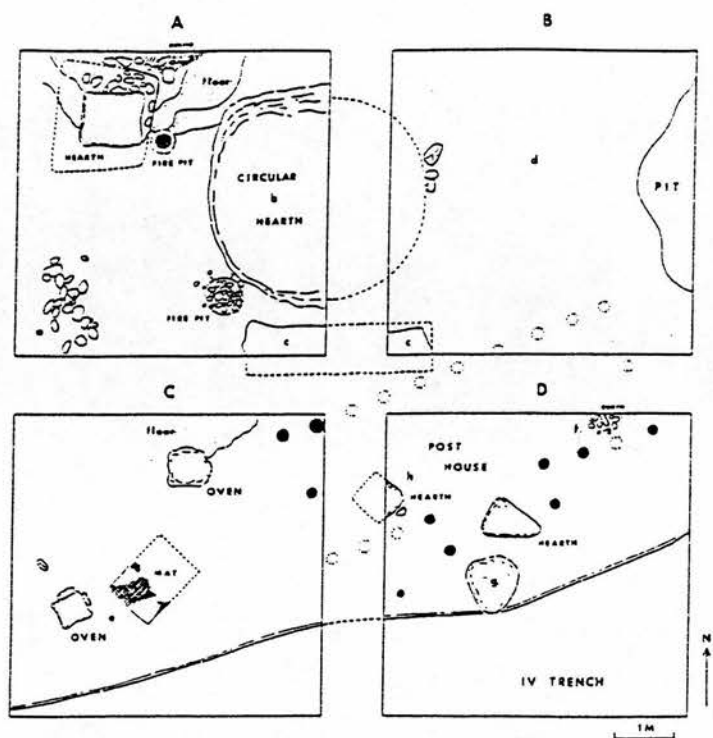 A
B
floor
HEARTH
FIRE PIT
CIRCULAR
b
HEARTH
d
PIT
FIRE PIT
c
c
C
D
floor
OVEN
f
POST
HOUSE
h
HEARTH
HEARTH
MAT
g
OVEN
IV TRENCH
N
1M